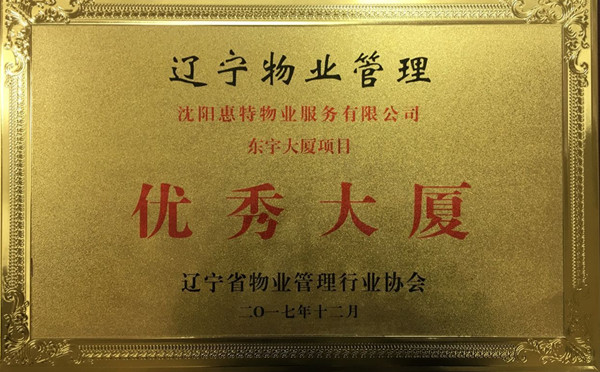 辽宁物业管理
沈阳惠特物业服务有限公司
东宇大厦项目
优秀大厦
辽宁省物业管理行业协会
二〇一七年十二月